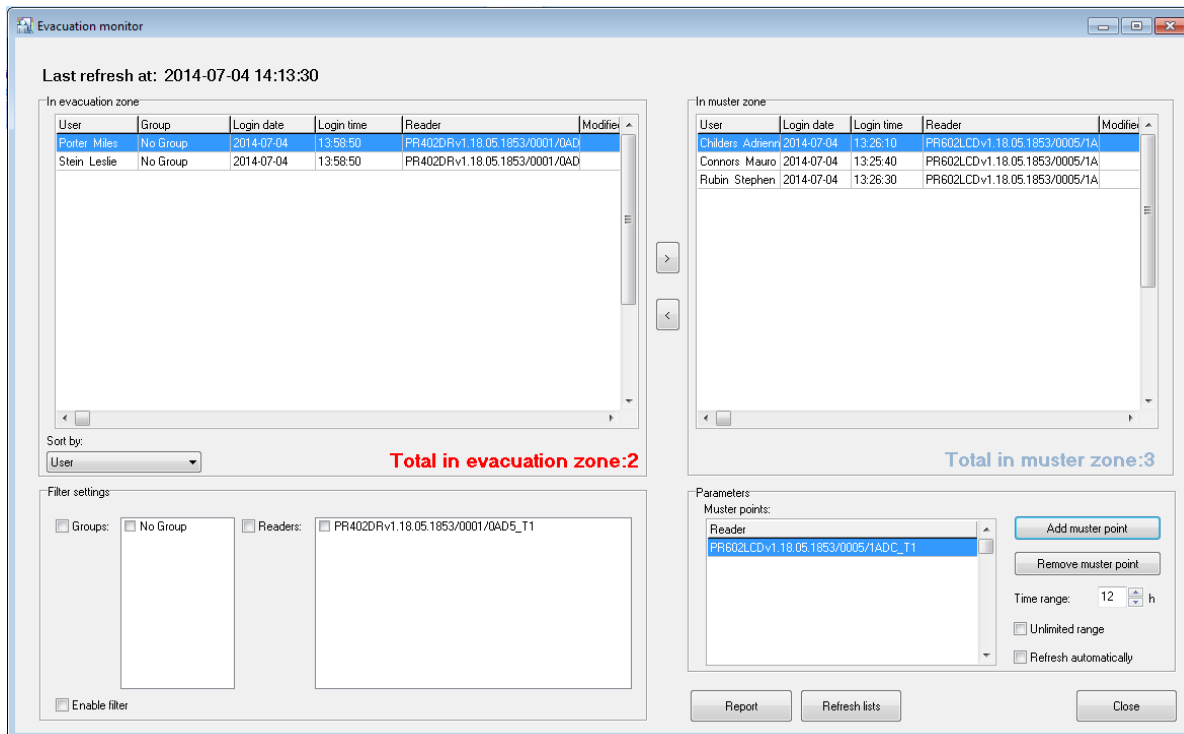 Evacuation monitor
Last refresh at: 2014-07-04 14:13:30
In evacuation zone
User Group Login date Login time Reader Modifie
Porter Miles No Group 2014-07-04 13:58:50 PR402DRv1.18.05.1853/0001/0AD
Stein Leslie No Group 2014-07-04 13:58:50 PR402DRv1.18.05.1853/0001/0AD
Sort by:
User
Total in evacuation zone:2
>
<
In muster zone
User Login date Login time Reader Modifie
Childers Adrienn 2014-07-04 13:26:10 PR602LCDv1.18.05.1853/0005/1A
Connors Mauro 2014-07-04 13:25:40 PR602LCDv1.18.05.1853/0005/1A
Rubin Stephen 2014-07-04 13:26:30 PR602LCDv1.18.05.1853/0005/1A
Total in muster zone:3
Filter settings
Groups: No Group Readers: PR402DRv1.18.05.1853/0001/0AD5_T1
Enable filter
Parameters
Muster points:
Reader
PR602LCDv1.18.05.1853/0005/1ADC_T1
Add muster point
Remove muster point
Time range: 12 h
Unlimited range
Refresh automatically
Report Refresh lists Close